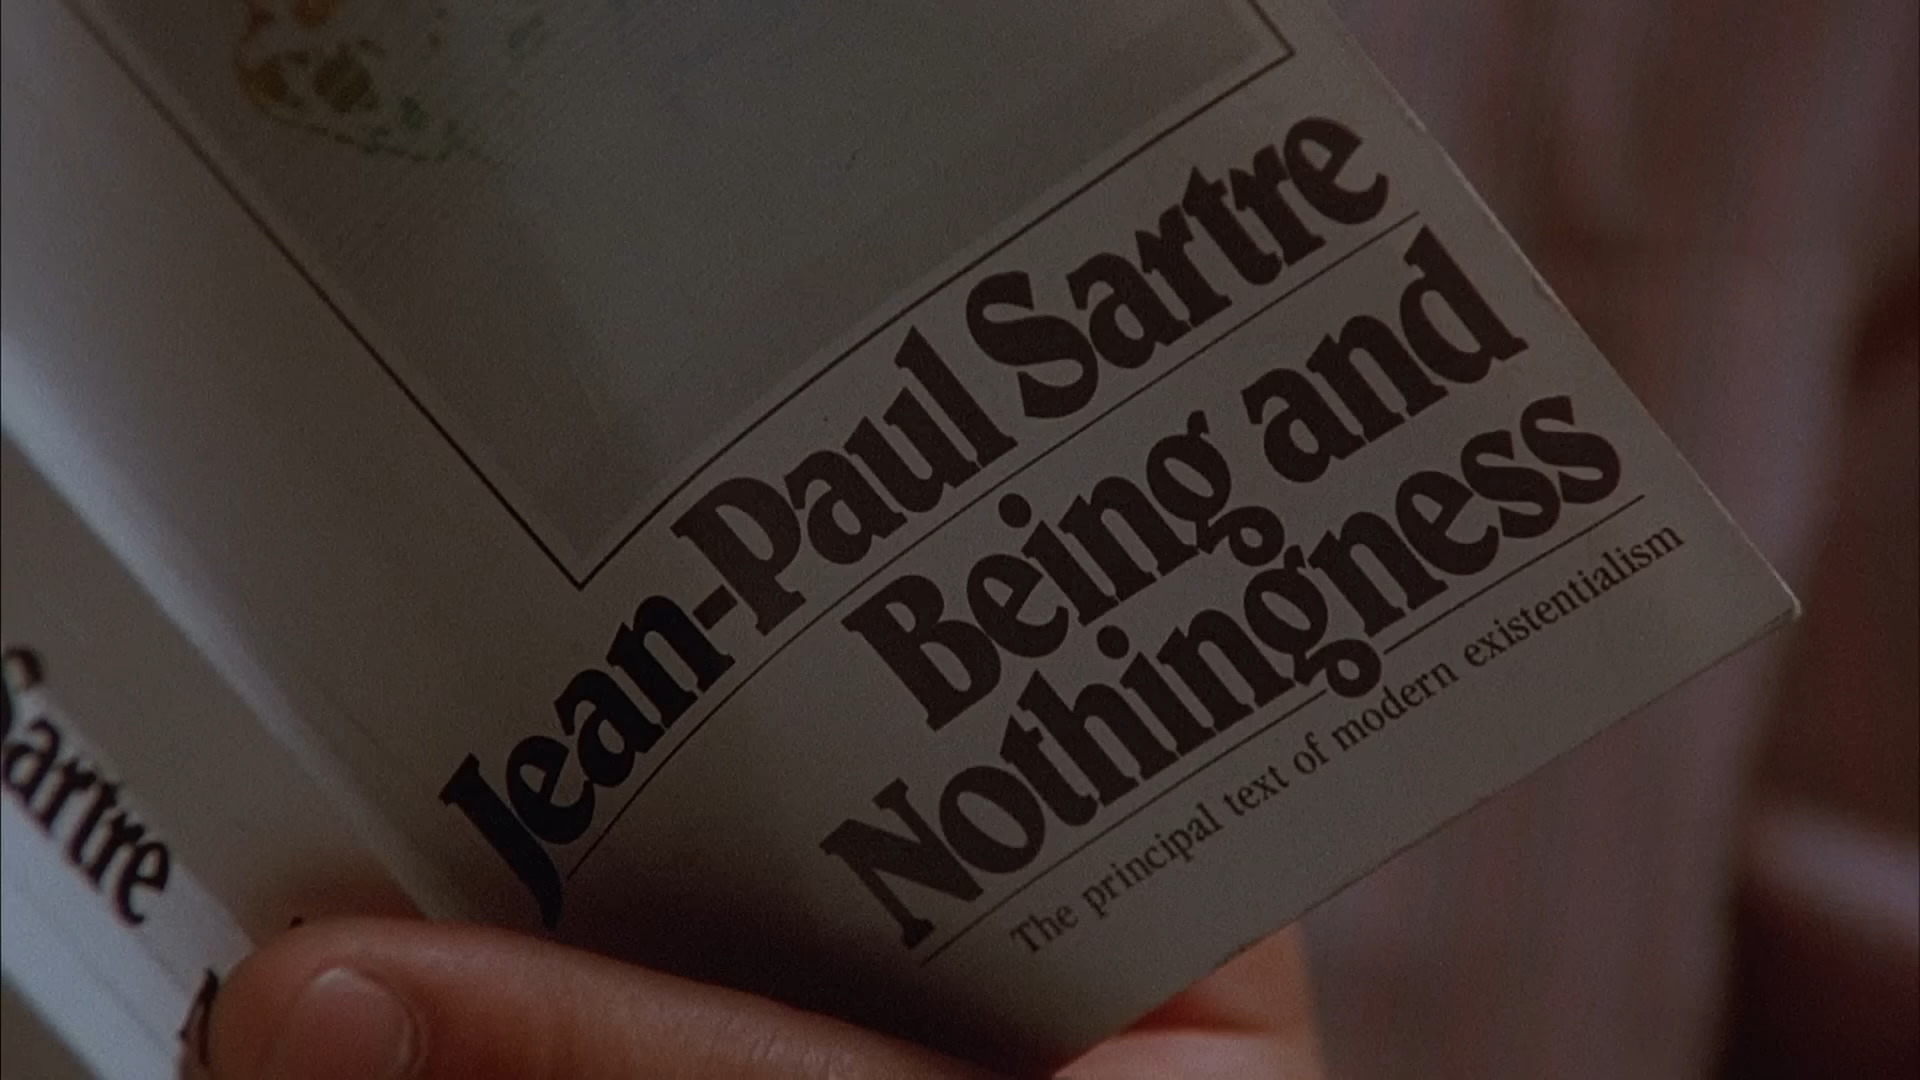 Jean-Paul Sartre
Being and
Nothingness
The principal text of modern existentialism
Sartre